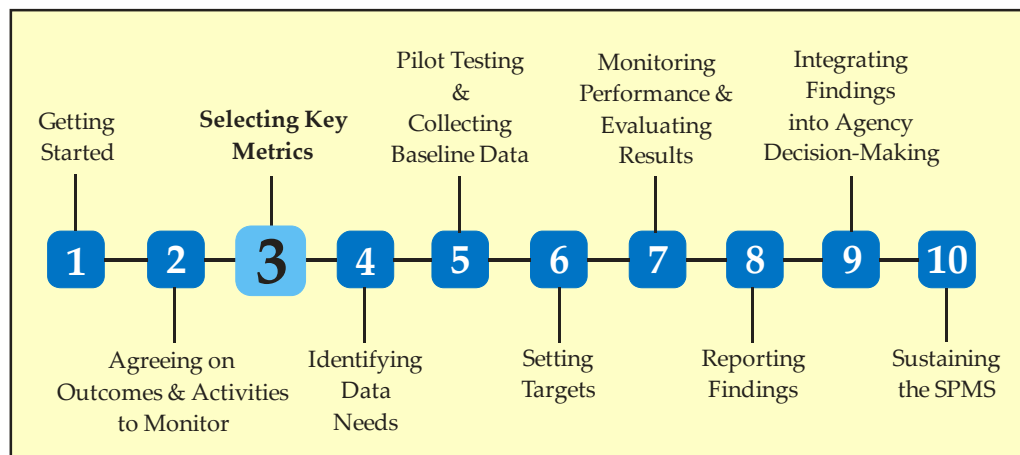 Getting
Started
Selecting Key
Metrics
Pilot Testing
&
Collecting
Baseline Data
Monitoring
Performance &
Evaluating
Results
Integrating
Findings
into Agency
Decision-Making
1
2
3
4
5
6
7
8
9
10
Agreeing on
Outcomes & Activities
to Monitor
Identifying
Data
Needs
Setting
Targets
Reporting
Findings
Sustaining
the SPMS